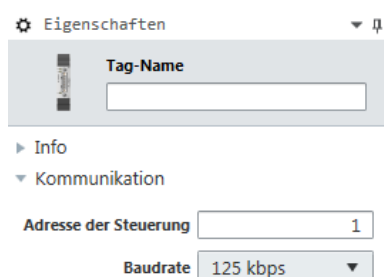 Eigenschaften
Tag-Name
Info
Kommunikation
Adresse der Steuerung 1
Baudrate 125 kbps